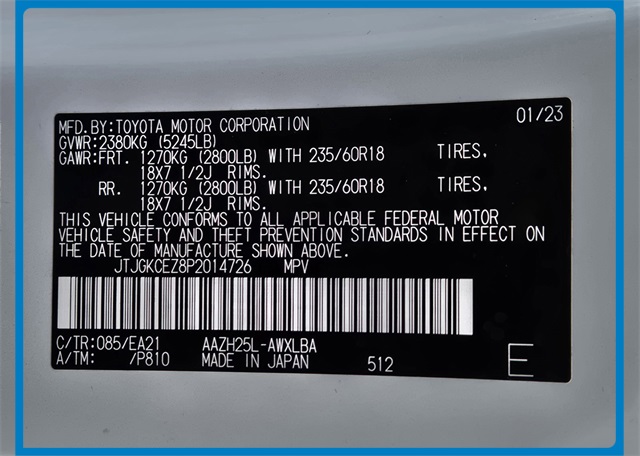 MFD.BY:TOYOTA MOTOR CORPORATION 01/23
GVWR:2380KG (5245LB)
GAWR:FRT. 1270KG (2800LB) WITH 235/60R18 TIRES,
18X7 1/2J RIMS.
RR. 1270KG (2800LB) WITH 235/60R18 TIRES,
18X7 1/2J RIMS.
THIS VEHICLE CONFORMS TO ALL APPLICABLE FEDERAL MOTOR
VEHICLE SAFETY AND THEFT PREVENTION STANDARDS IN EFFECT ON
THE DATE OF MANUFACTURE SHOWN ABOVE.
JTJGKCEZ8P2014726 MPV
C/TR:085/EA21 AAZH25L-AWXLBA
A/TM: /P810 MADE IN JAPAN 512 E